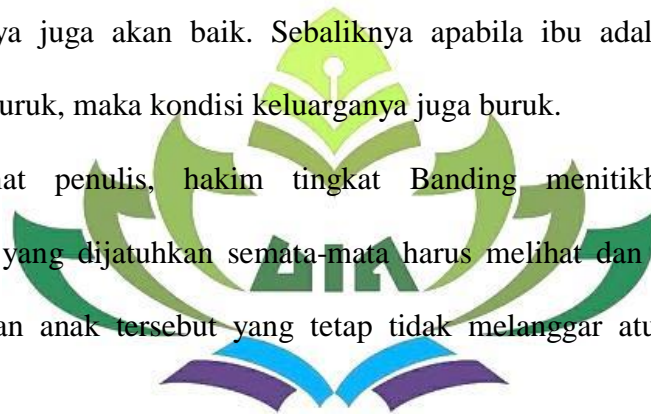 ya juga akan baik. Sebaliknya apabila ibu adal
uruk, maka kondisi keluarganya juga buruk.
at penulis, hakim tingkat Banding menitikb
yang dijatuhkan semata-mata harus melihat dan
an anak tersebut yang tetap tidak melanggar atu